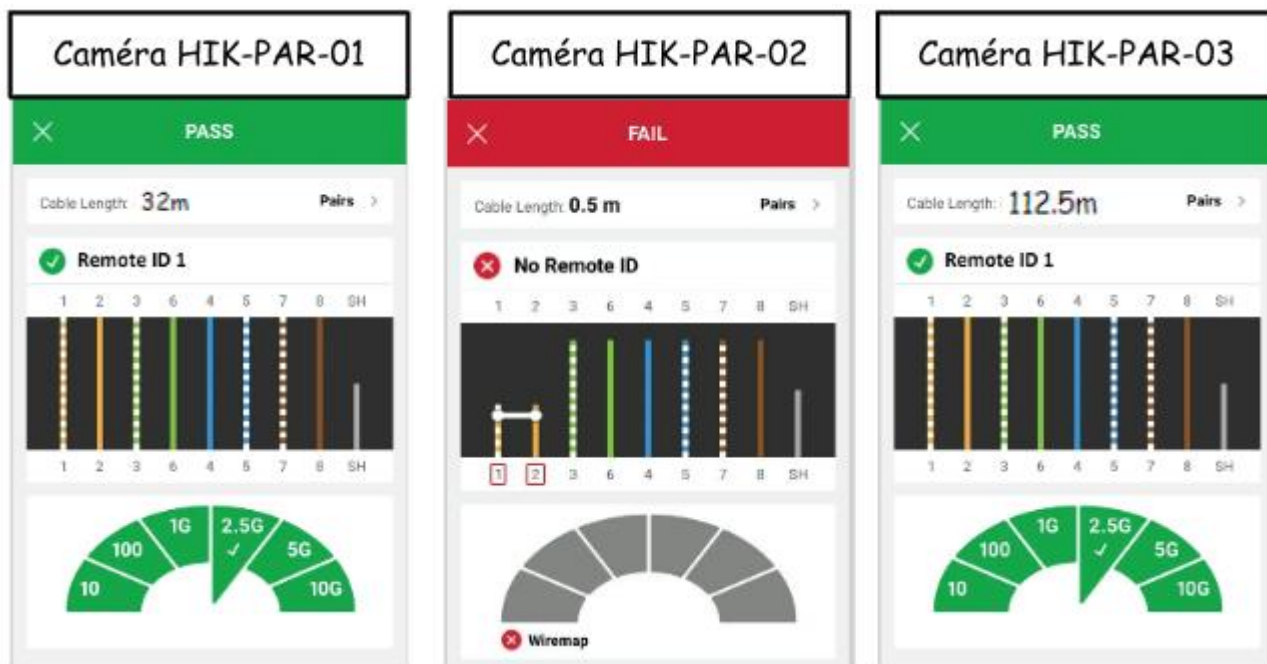 Caméra HIK-PAR-01
PASS
Cable Length: 32m Pairs >
Remote ID 1
1 2 3 6 4 5 7 8 SH
1 2 3 6 4 5 7 8 SH
10 100 1G 2.5G 5G 10G
Caméra HIK-PAR-02
FAIL
Cable Length: 0.5 m Pairs >
No Remote ID
1 2 3 6 4 5 7 8 SH
1 2 3 6 4 5 7 8 SH
Wiremap
Caméra HIK-PAR-03
PASS
Cable Length: 112.5m Pairs >
Remote ID 1
1 2 3 6 4 5 7 8 SH
1 2 3 6 4 5 7 8 SH
10 100 1G 2.5G 5G 10G